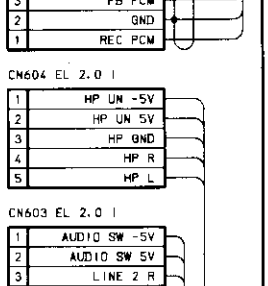 3 PB PCM
2 GND
1 REC PCM
CN604 EL 2.0 I
1 HP UN -5V
2 HP UN 5V
3 HP GND
4 HP R
5 HP L
CN603 EL 2.0 I
1 AUDIO SW -5V
2 AUDIO SW 5V
3 LINE 2 R